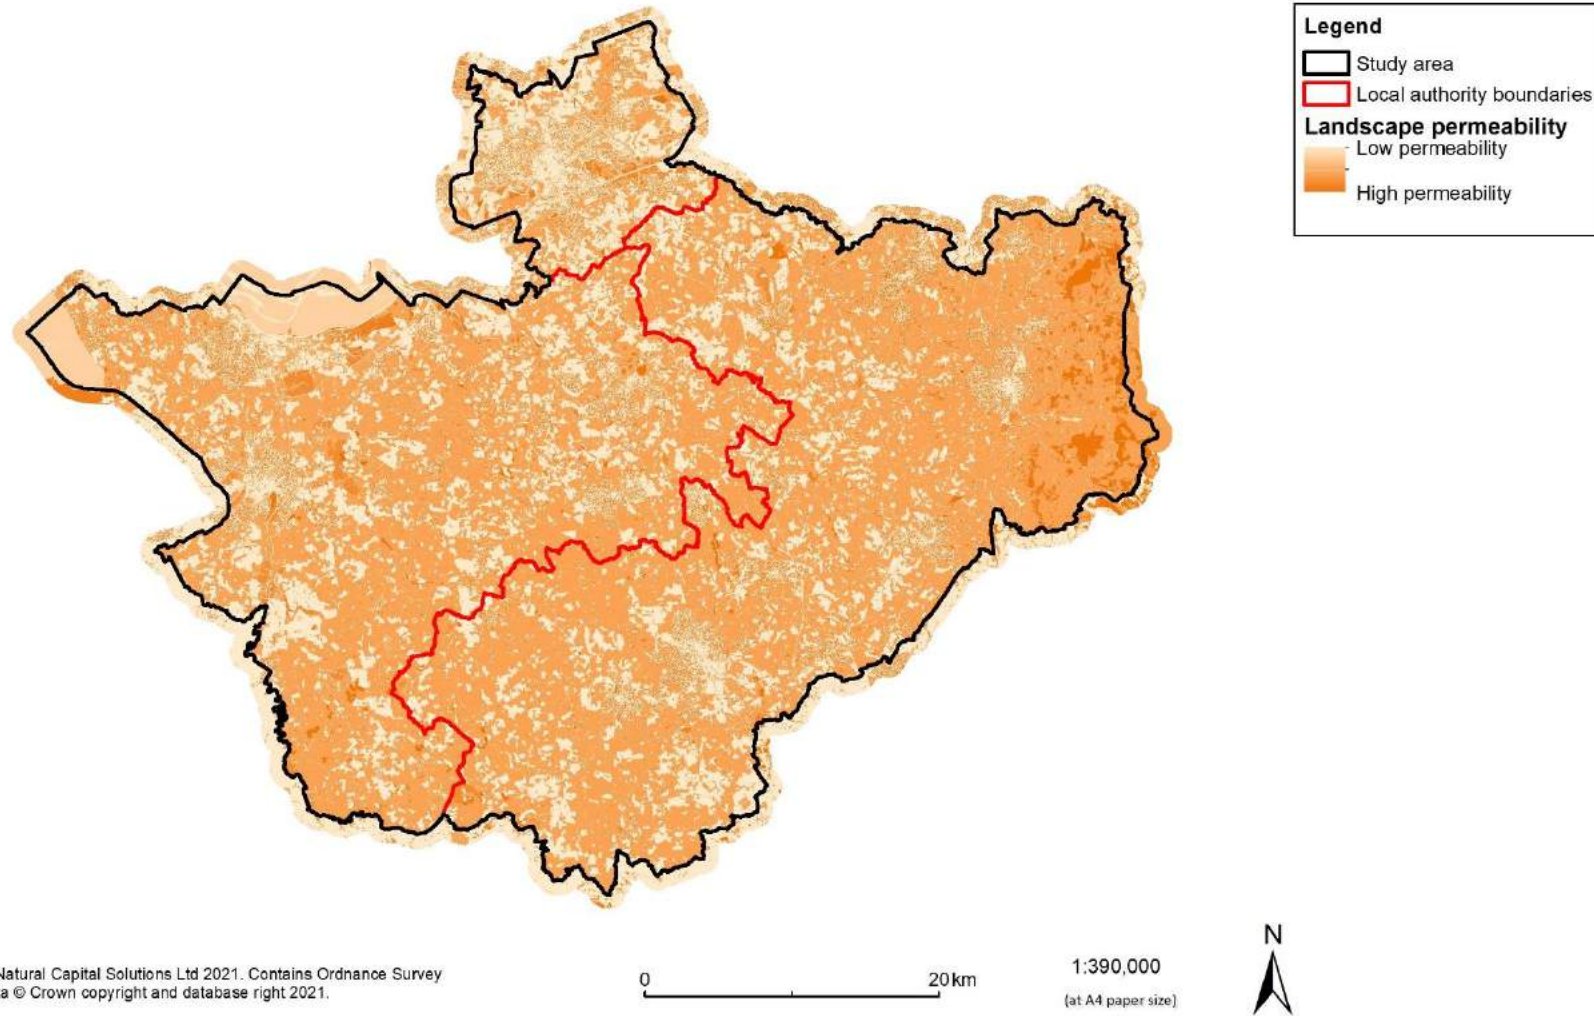 Legend
Study area
Local authority boundaries
Landscape permeability
Low permeability
High permeability
Natural Capital Solutions Ltd 2021. Contains Ordnance Survey
a © Crown copyright and database right 2021.
0 20km
1:390,000
(at A4 paper size)
N